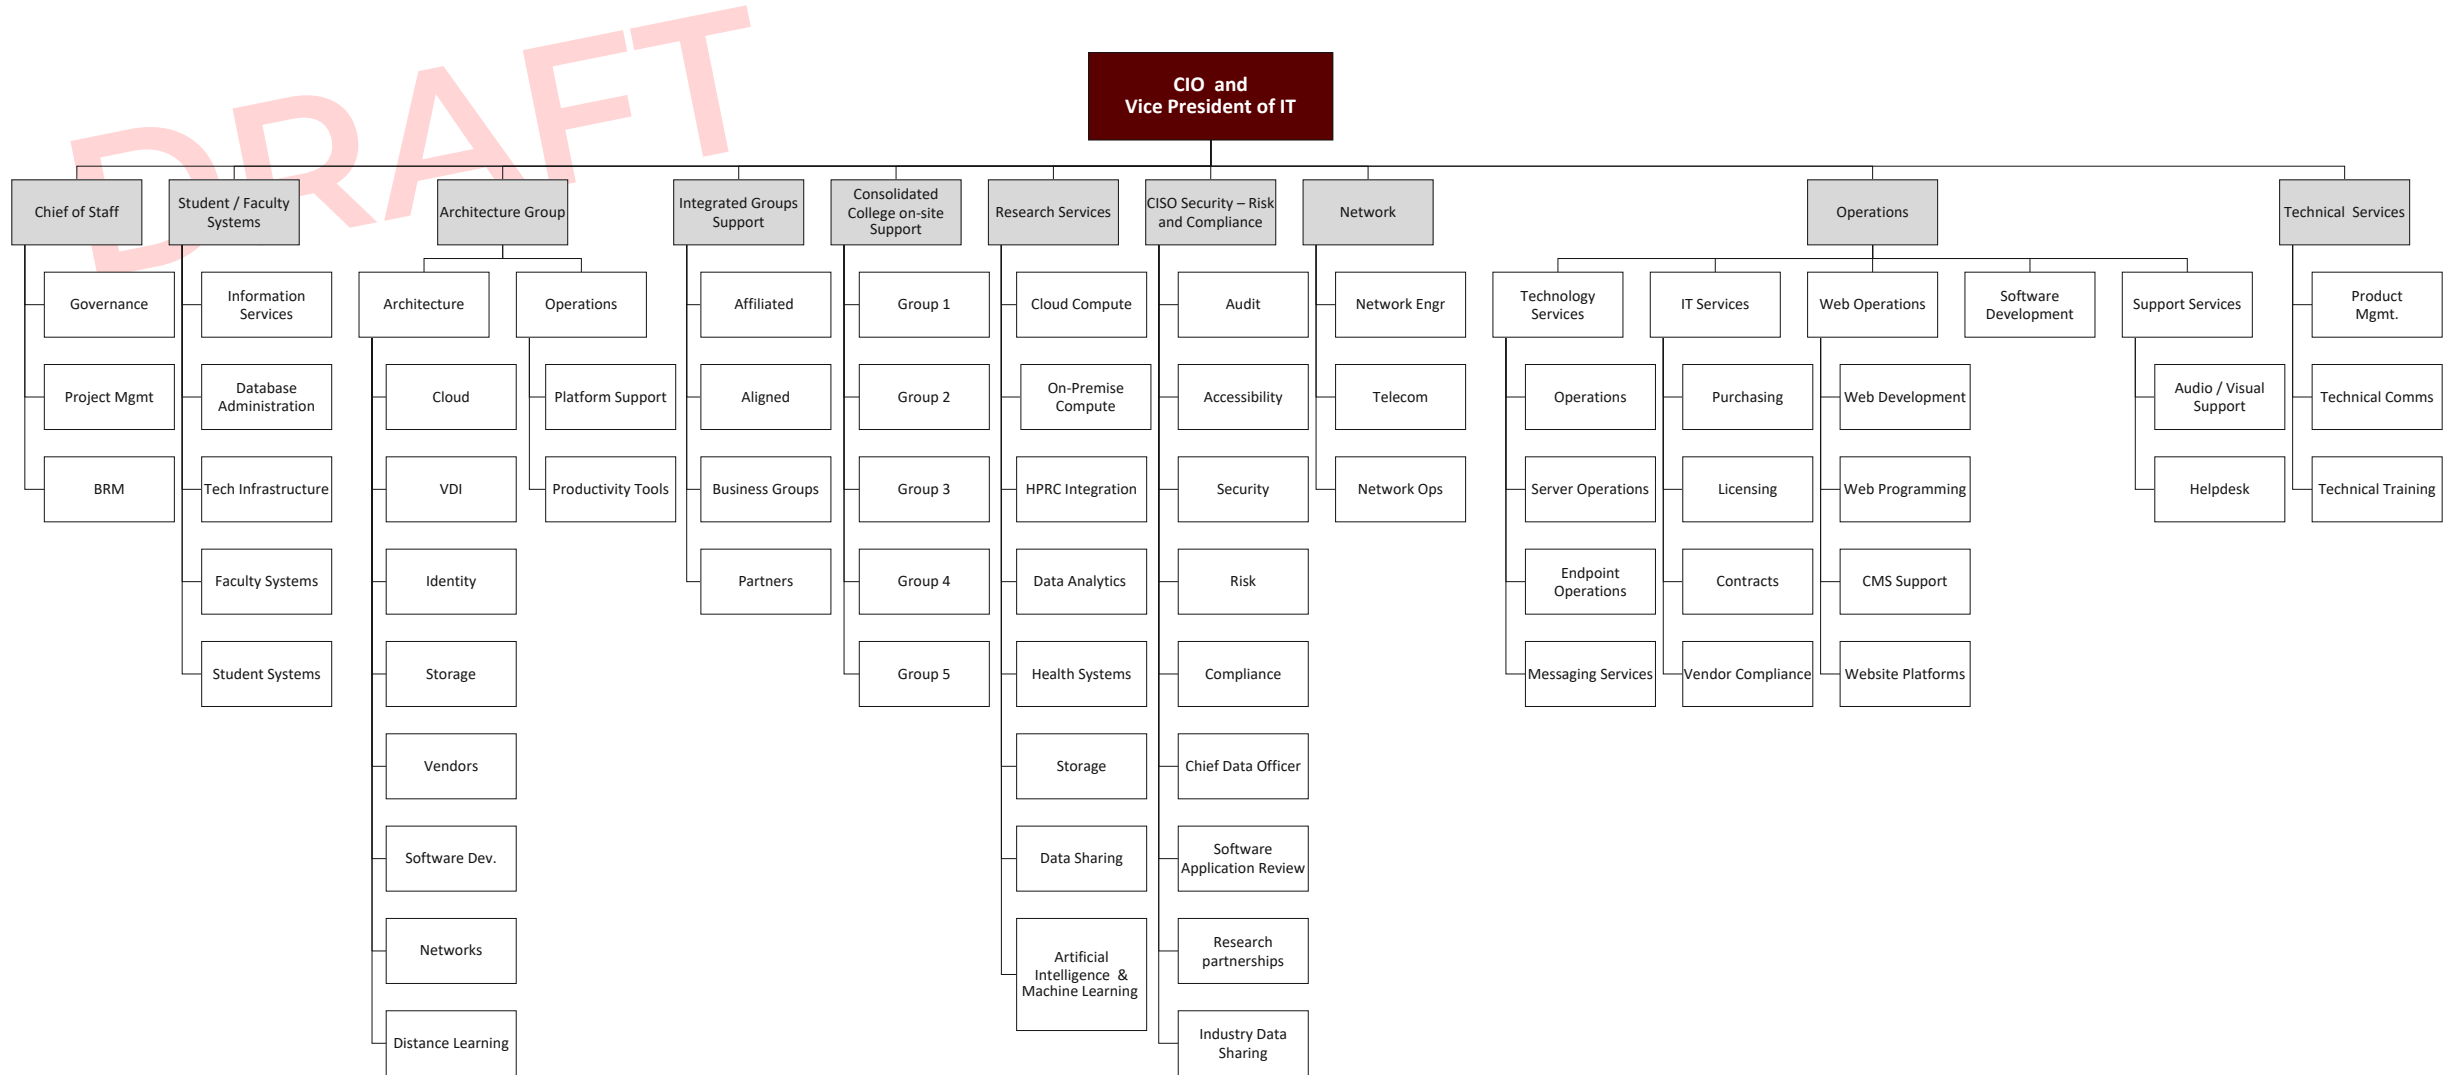 DRAFT
CIO and
Vice President of IT
Chief of Staff
Governance
Project Mgmt
BRM
Student / Faculty
Systems
Information
Services
Database
Administration
Tech Infrastructure
Faculty Systems
Student Systems
Architecture Group
Architecture
Cloud
VDI
Identity
Storage
Vendors
Software Dev.
Networks
Distance Learning
Operations
Platform Support
Productivity Tools
Integrated Groups
Support
Affiliated
Aligned
Business Groups
Partners
Consolidated
College on-site
Support
Group 1
Group 2
Group 3
Group 4
Group 5
Research Services
Cloud Compute
On-Premise
Compute
HPRC Integration
Data Analytics
Health Systems
Storage
Data Sharing
Artificial
Intelligence &
Machine Learning
CISO Security – Risk
and Compliance
Audit
Accessibility
Security
Risk
Compliance
Chief Data Officer
Software
Application Review
Research
partnerships
Industry Data
Sharing
Network
Network Engr
Telecom
Network Ops
Operations
Technology
Services
Operations
Server Operations
Endpoint
Operations
Messaging Services
IT Services
Purchasing
Licensing
Contracts
Vendor Compliance
Web Operations
Web Development
Web Programming
CMS Support
Website Platforms
Software
Development
Support Services
Audio / Visual
Support
Helpdesk
Technical Services
Product
Mgmt.
Technical Comms
Technical Training